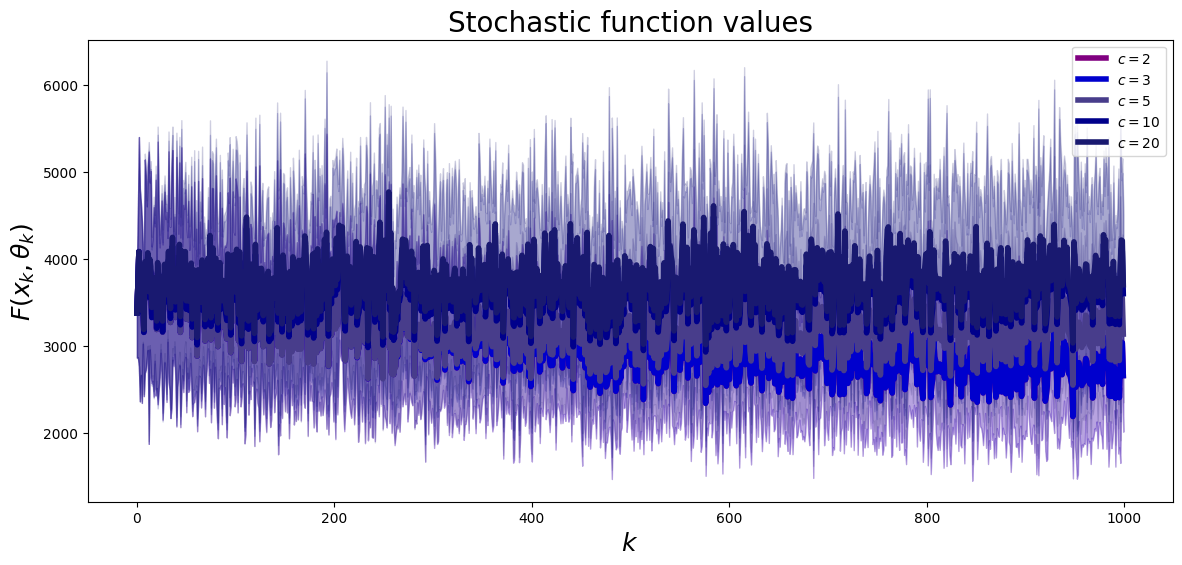 Stochastic function values
c = 2
c = 3
c = 5
c = 10
c = 20
6000
5000
4000
3000
2000
F(x_k, θ_k)
0 200 400 600 800 1000
k